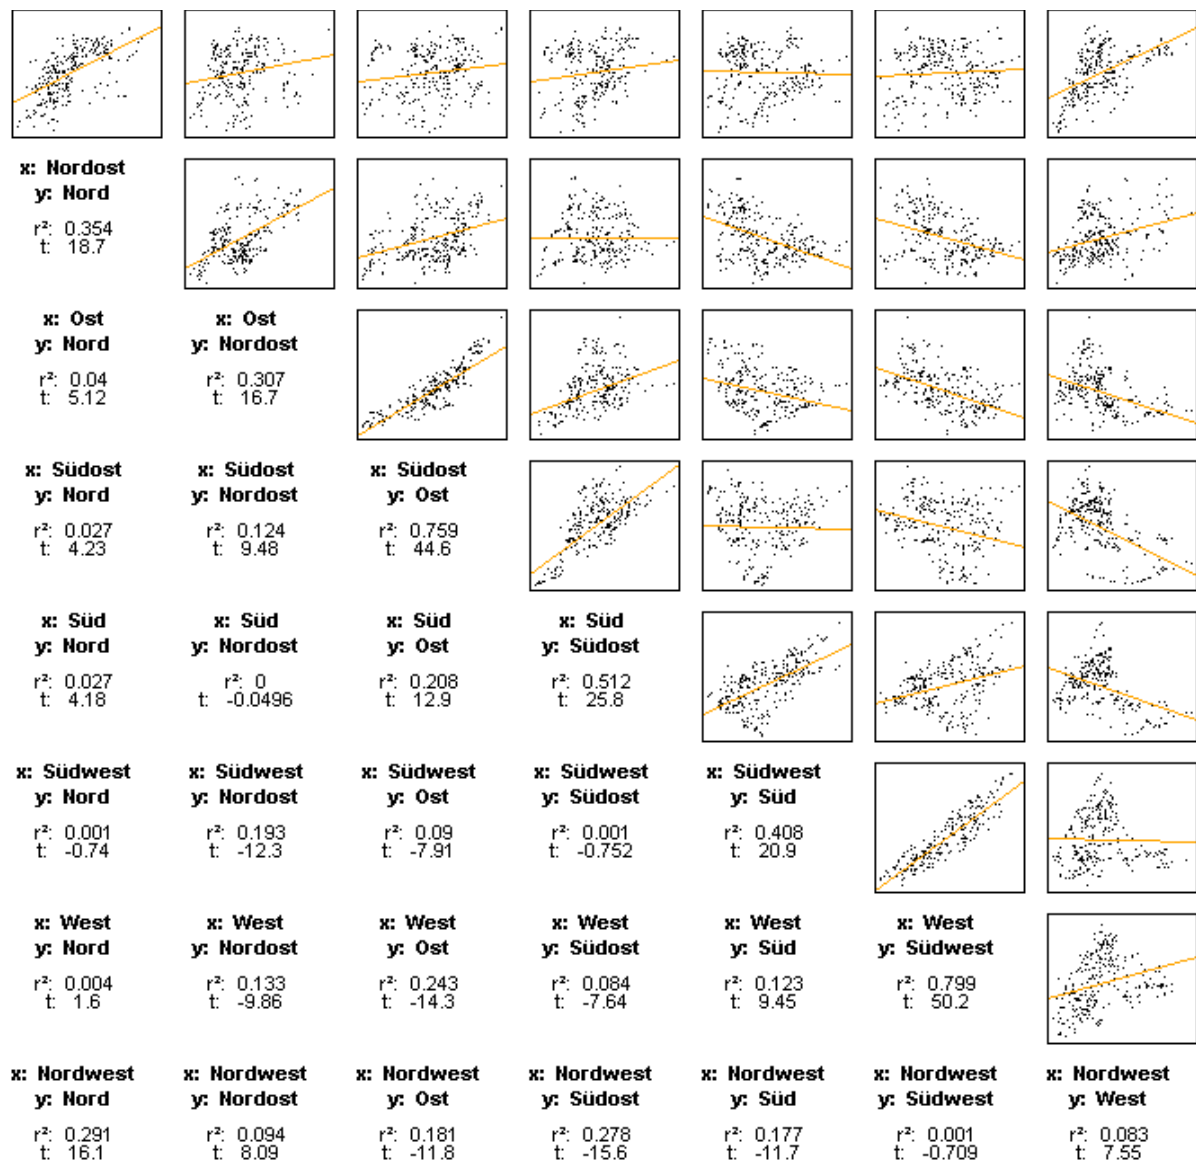 x: Nordost
y: Nord
r²: 0.354
t: 18.7
x: Ost x: Ost
y: Nord y: Nordost
r²: 0.04 r²: 0.307
t: 5.12 t: 16.7
x: Südost x: Südost x: Südost
y: Nord y: Nordost y: Ost
r²: 0.027 r²: 0.124 r²: 0.759
t: 4.23 t: 9.48 t: 44.6
x: Süd x: Süd x: Süd x: Süd
y: Nord y: Nordost y: Ost y: Südost
r²: 0.027 r²: 0 r²: 0.208 r²: 0.512
t: 4.18 t: -0.0496 t: 12.9 t: 25.8
x: Südwest x: Südwest x: Südwest x: Südwest x: Südwest
y: Nord y: Nordost y: Ost y: Südost y: Süd
r²: 0.001 r²: 0.193 r²: 0.09 r²: 0.001 r²: 0.408
t: -0.74 t: -12.3 t: -7.91 t: -0.752 t: 20.9
x: West x: West x: West x: West x: West x: West
y: Nord y: Nordost y: Ost y: Südost y: Süd y: Südwest
r²: 0.004 r²: 0.133 r²: 0.243 r²: 0.084 r²: 0.123 r²: 0.799
t: 1.6 t: -9.86 t: -14.3 t: -7.64 t: 9.45 t: 50.2
x: Nordwest x: Nordwest x: Nordwest x: Nordwest x: Nordwest x: Nordwest x: Nordwest
y: Nord y: Nordost y: Ost y: Südost y: Süd y: Südwest y: West
r²: 0.291 r²: 0.094 r²: 0.181 r²: 0.278 r²: 0.177 r²: 0.001 r²: 0.083
t: 16.1 t: 8.09 t: -11.8 t: -15.6 t: -11.7 t: -0.709 t: 7.55